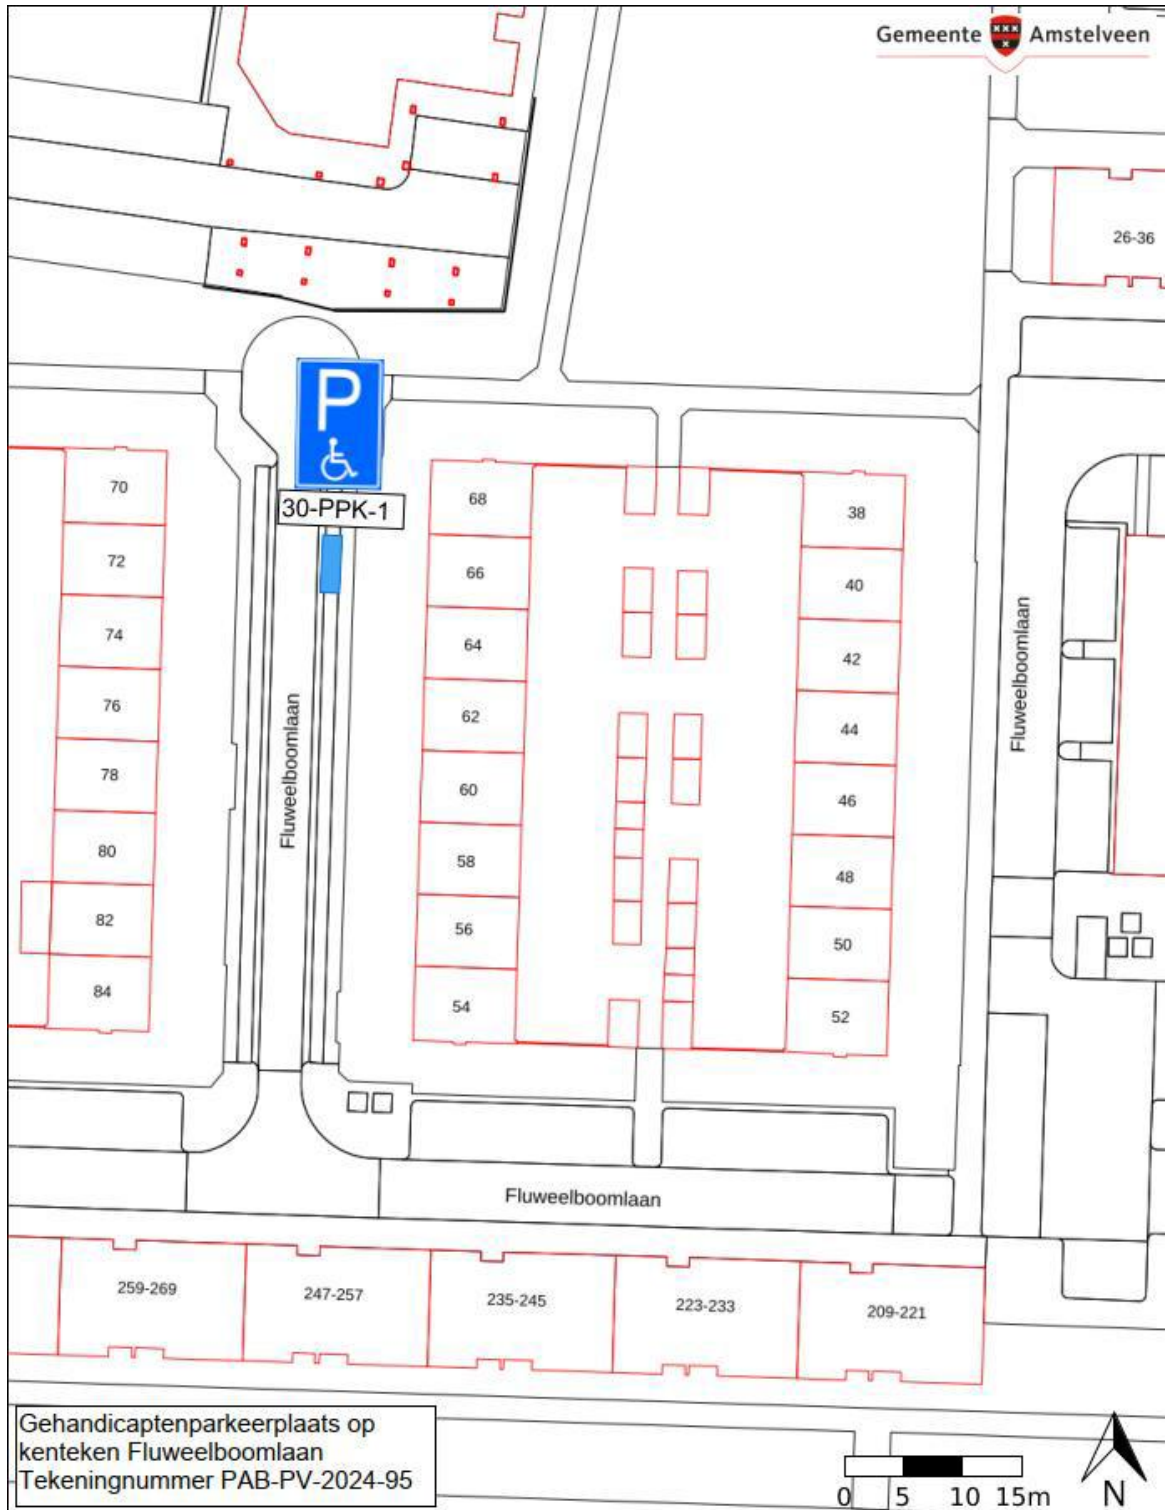 Gemeente Amstelveen
26-36
P
30-PPK-1
70
72
74
76
78
80
82
84
Fluweelboomlaan
68
66
64
62
60
58
56
54
38
40
42
44
46
48
50
52
Fluweelboomlaan
Fluweelboomlaan
259-269
247-257
235-245
223-233
209-221
Gehandicaptenparkeerplaats op
kenteken Fluweelboomlaan
Tekeningnummer PAB-PV-2024-95
0 5 10 15m
N